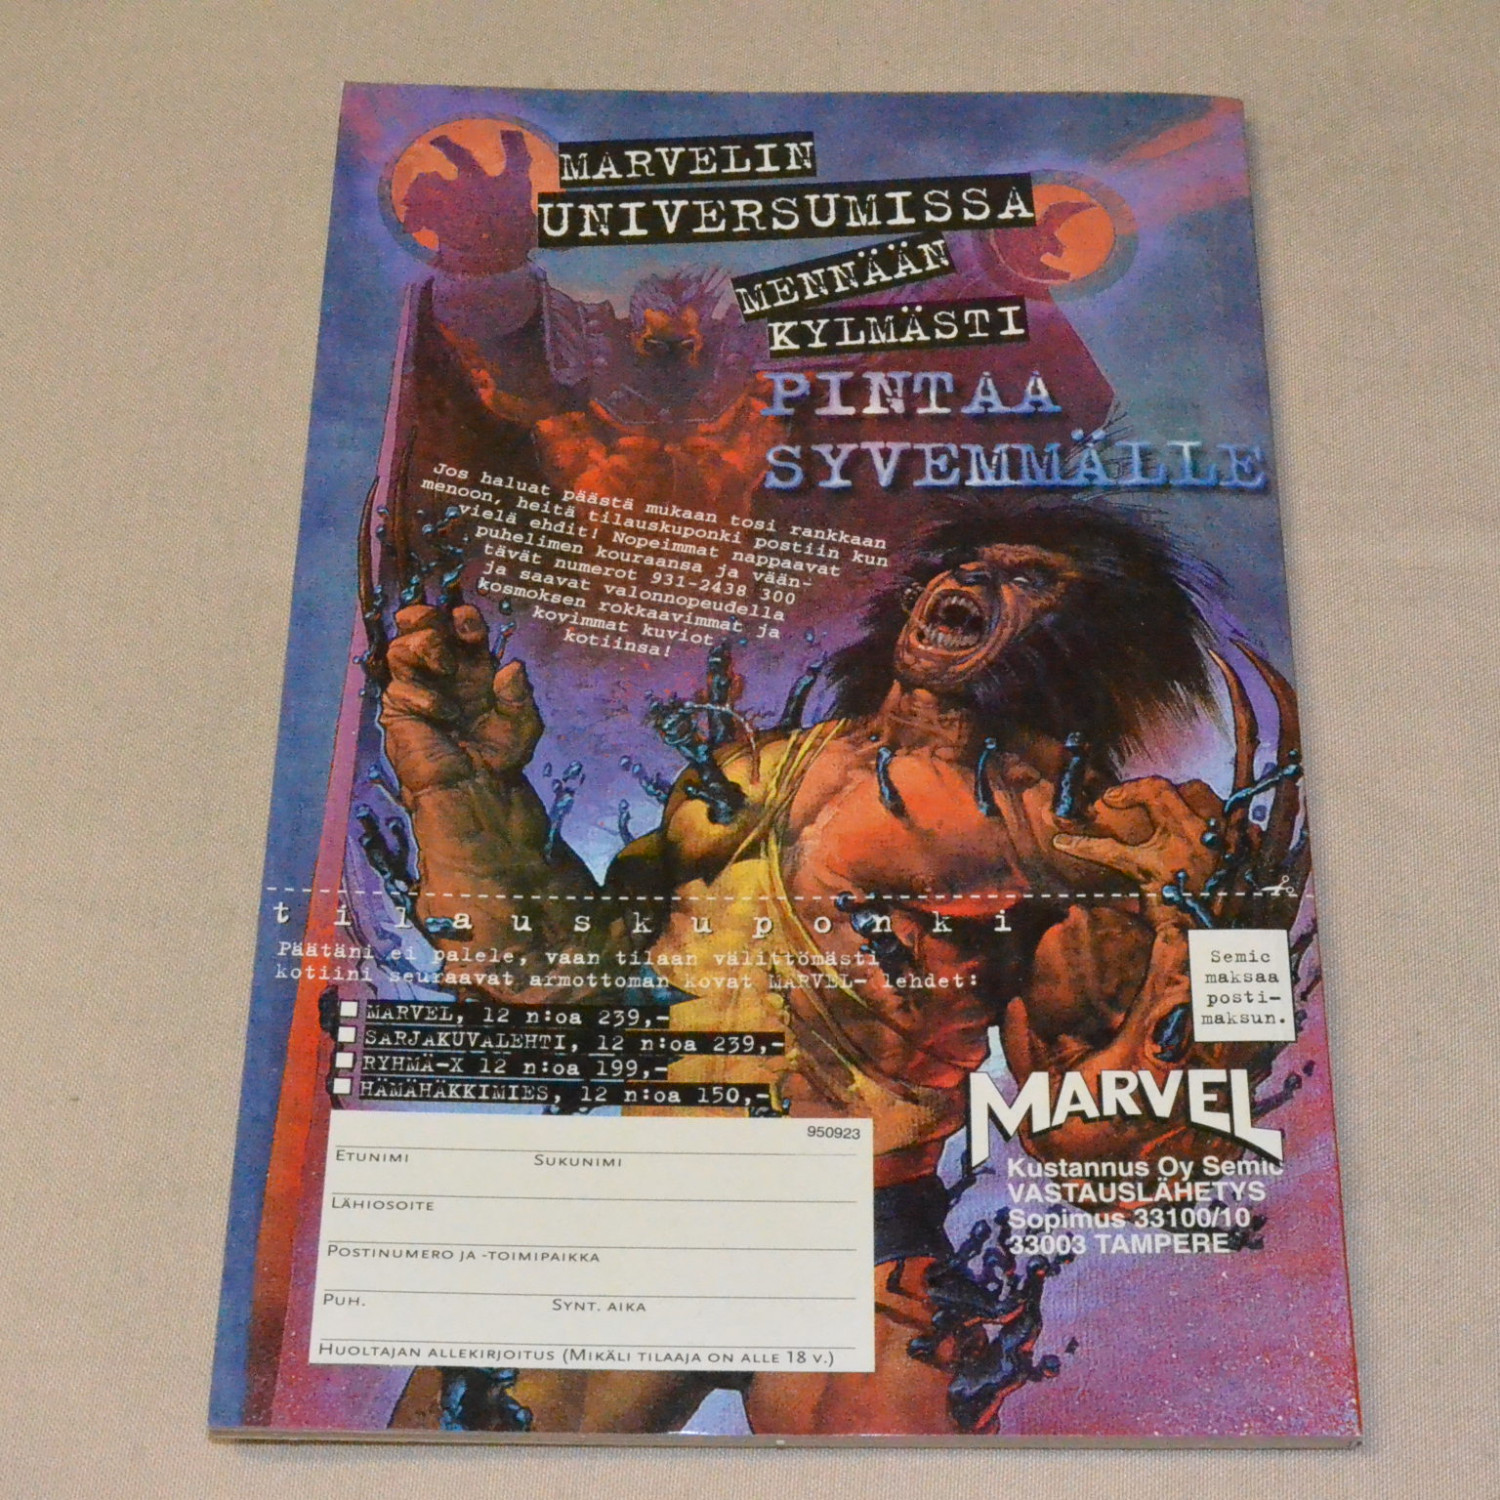 MARVELIN
UNIVERSUMISSA
MENNÄÄN
KYLMÄSTI
PINTAA
SYVEMMÄLLE
Jos haluat päästä mukaan tosi rankkaan
menoon, heitä tilauskuponki postiin kun
vielä ehdit! Nopeimmat nappaavat
puhelimen kouraansa ja vään-
tävät numerot 931-2438 300
ja saavat valonnopeudella
kosmoksen rokkaavimmat ja
kovimmat kuviot
kotiinsa!
tilauskuponki
Päätäni ei palele, vaan tilaan välittömästi
kotiini seuraavat armottoman kovat MARVEL- lehdet:
MARVEL, 12 n:oa 239,-
SARJAKUVALEHTI, 12 n:oa 239,-
RYHMÄ-X 12 n:oa 199,-
HÄMÄHÄKKIMIES, 12 n:oa 150,-
Semic
maksaa
posti-
maksun.
950923
ETUNIMI SUKUNIMI
LÄHIOSOITE
POSTINUMERO JA -TOIMIPAIKKA
PUH. SYNT. AIKA
HUOLTAJAN ALLEKIRJOITUS (MIKÄLI TILAAJA ON ALLE 18 V.)
MARVEL
Kustannus Oy Semic
VASTAUSLÄHETYS
Sopimus 33100/10
33003 TAMPERE